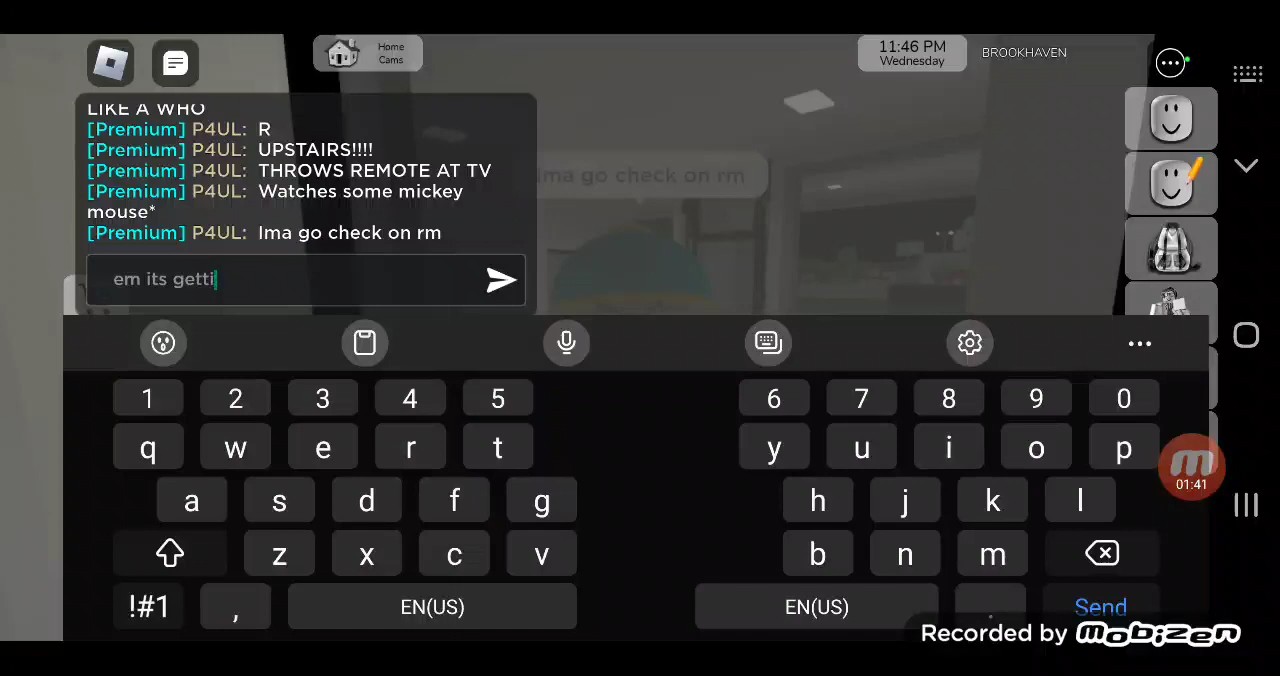 Home
Cams
11:46 PM
Wednesday
BROOKHAVEN
LIKE A WHO
[Premium] P4UL: R
[Premium] P4UL: UPSTAIRS!!!!
[Premium] P4UL: THROWS REMOTE AT TV
[Premium] P4UL: Watches some mickey
mouse*
[Premium] P4UL: Ima go check on rm
Ima go check on rm
em its getti
1 2 3 4 5 6 7 8 9 0
q w e r t y u i o p
a s d f g h j k l
z x c v b n m
!#1 , EN(US) EN(US) . Send
01:41
Recorded by mobizen